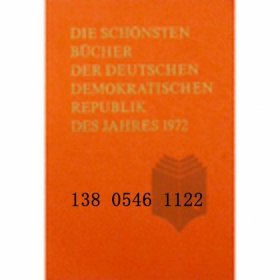 DIE SCHÖNSTEN
BÜCHER
DER DEUTSCHEN
DEMOKRATISCHEN
REPUBLIK
DES JAHRES 1972
138 0546 1122